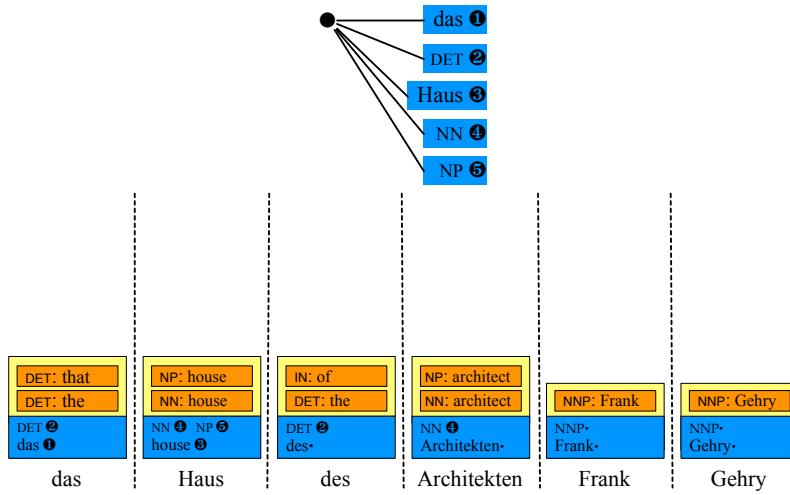 das ❶
DET ❷
Haus ❸
NN ❹
NP ❺
DET: that
DET: the
DET ❷
das ❶
das
NP: house
NN: house
NN ❹ NP ❺
house ❸
Haus
IN: of
DET: the
DET ❷
des•
des
NP: architect
NN: architect
NN ❹
Architekten•
Architekten
NNP: Frank
NNP•
Frank•
Frank
NNP: Gehry
NNP•
Gehry•
Gehry